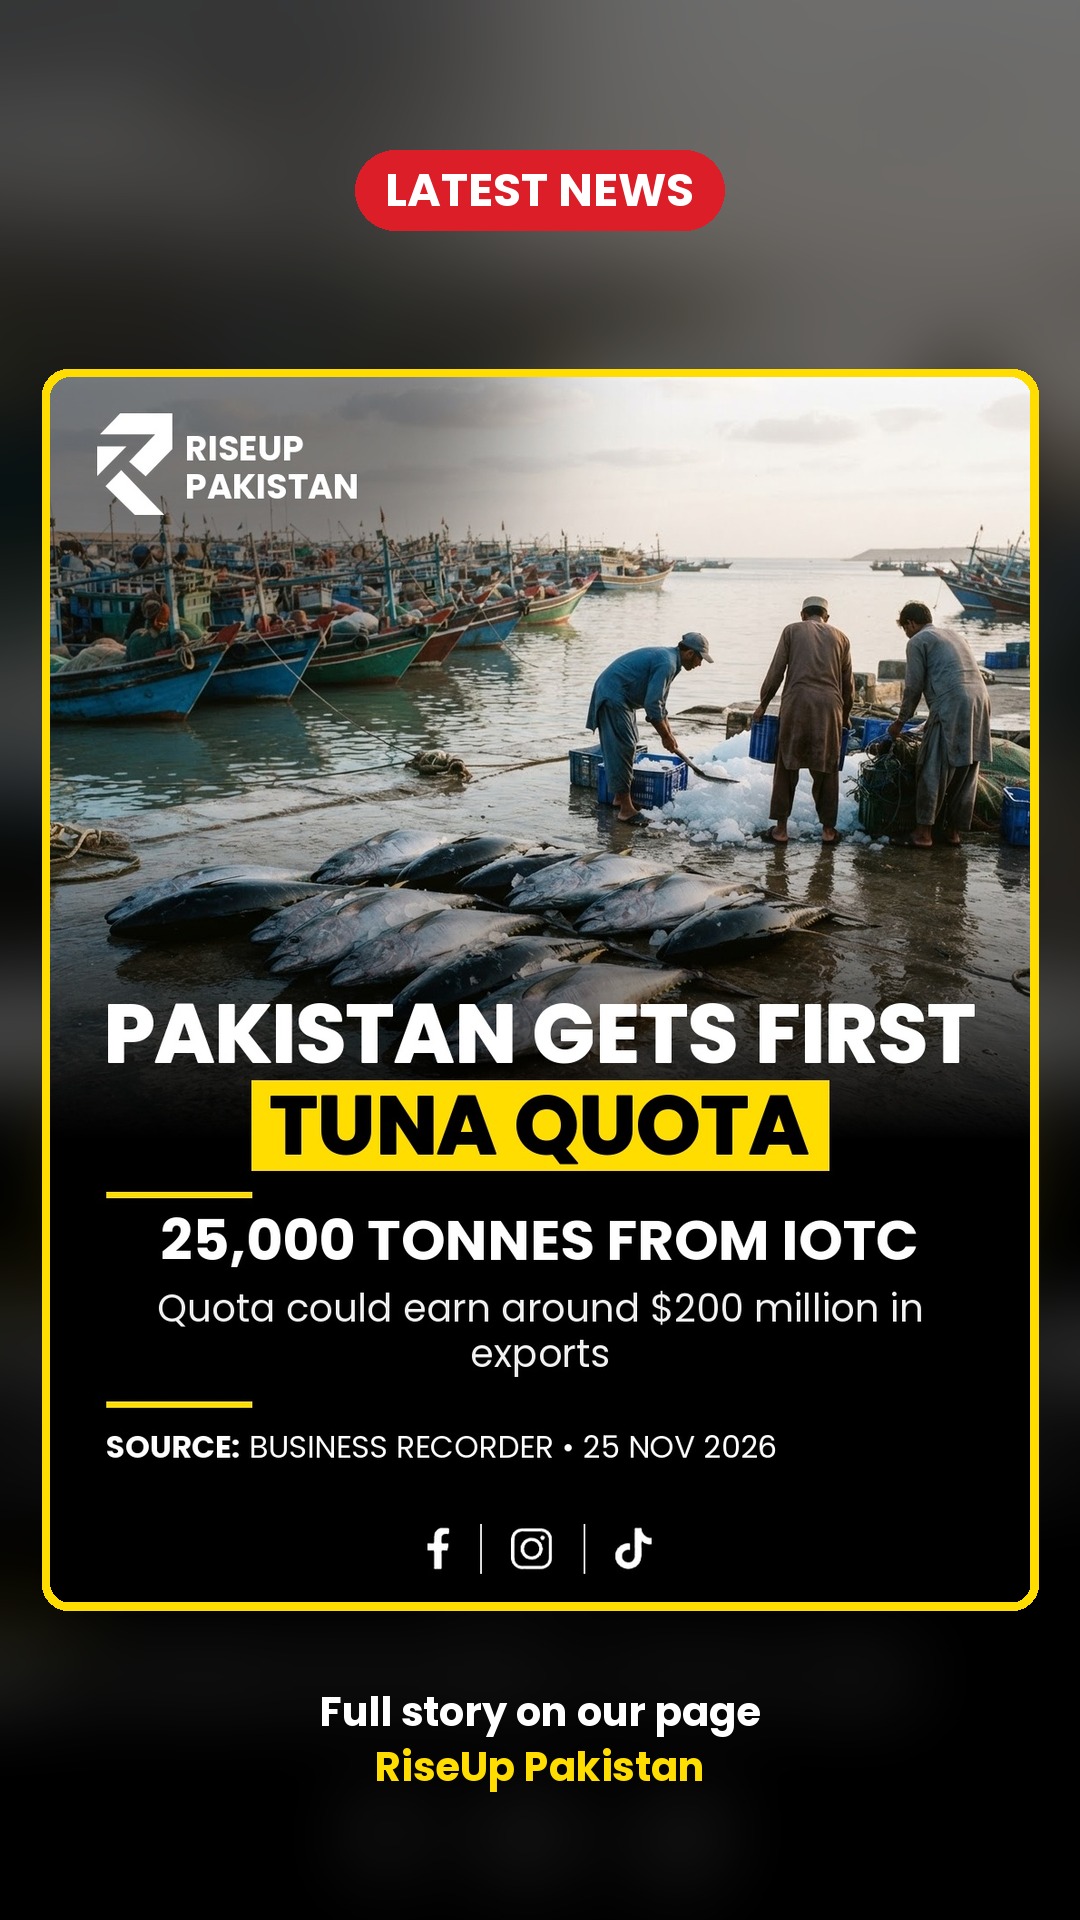 LATEST NEWS
RISEUP
PAKISTAN
PAKISTAN GETS FIRST
TUNA QUOTA
25,000 TONNES FROM IOTC
Quota could earn around $200 million in
exports
SOURCE: BUSINESS RECORDER • 25 NOV 2026
Full story on our page
RiseUp Pakistan